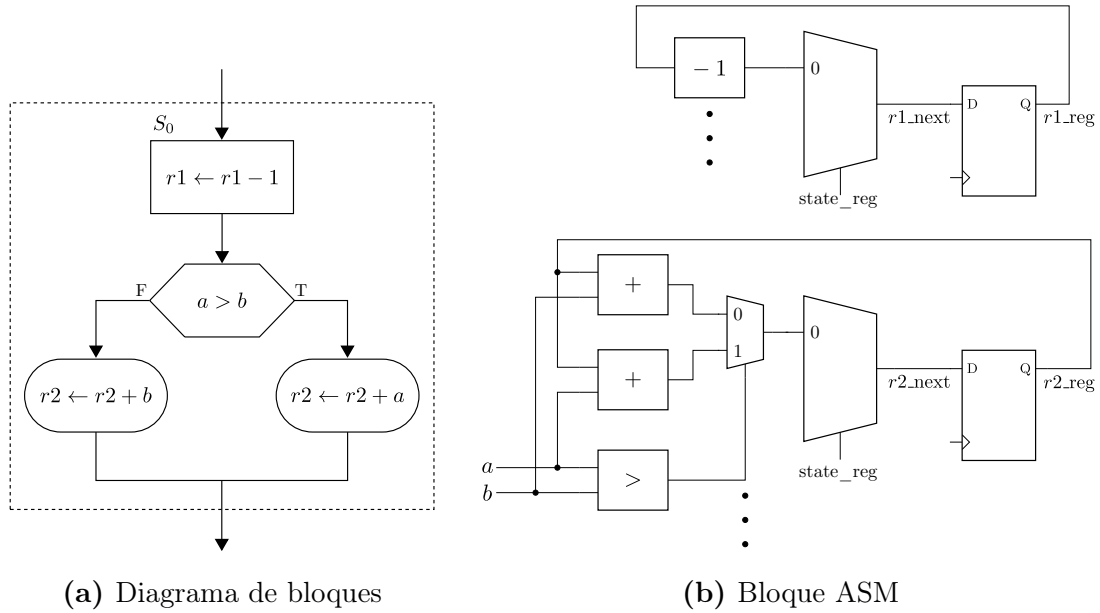 S₀
r1 ← r1 − 1
F
a > b
T
r2 ← r2 + b
r2 ← r2 + a
(a) Diagrama de bloques
− 1
0
D
Q
r1_next
r1_reg
state_reg
+
0
+
1
0
D
Q
r2_next
r2_reg
a
b
>
state_reg
(b) Bloque ASM